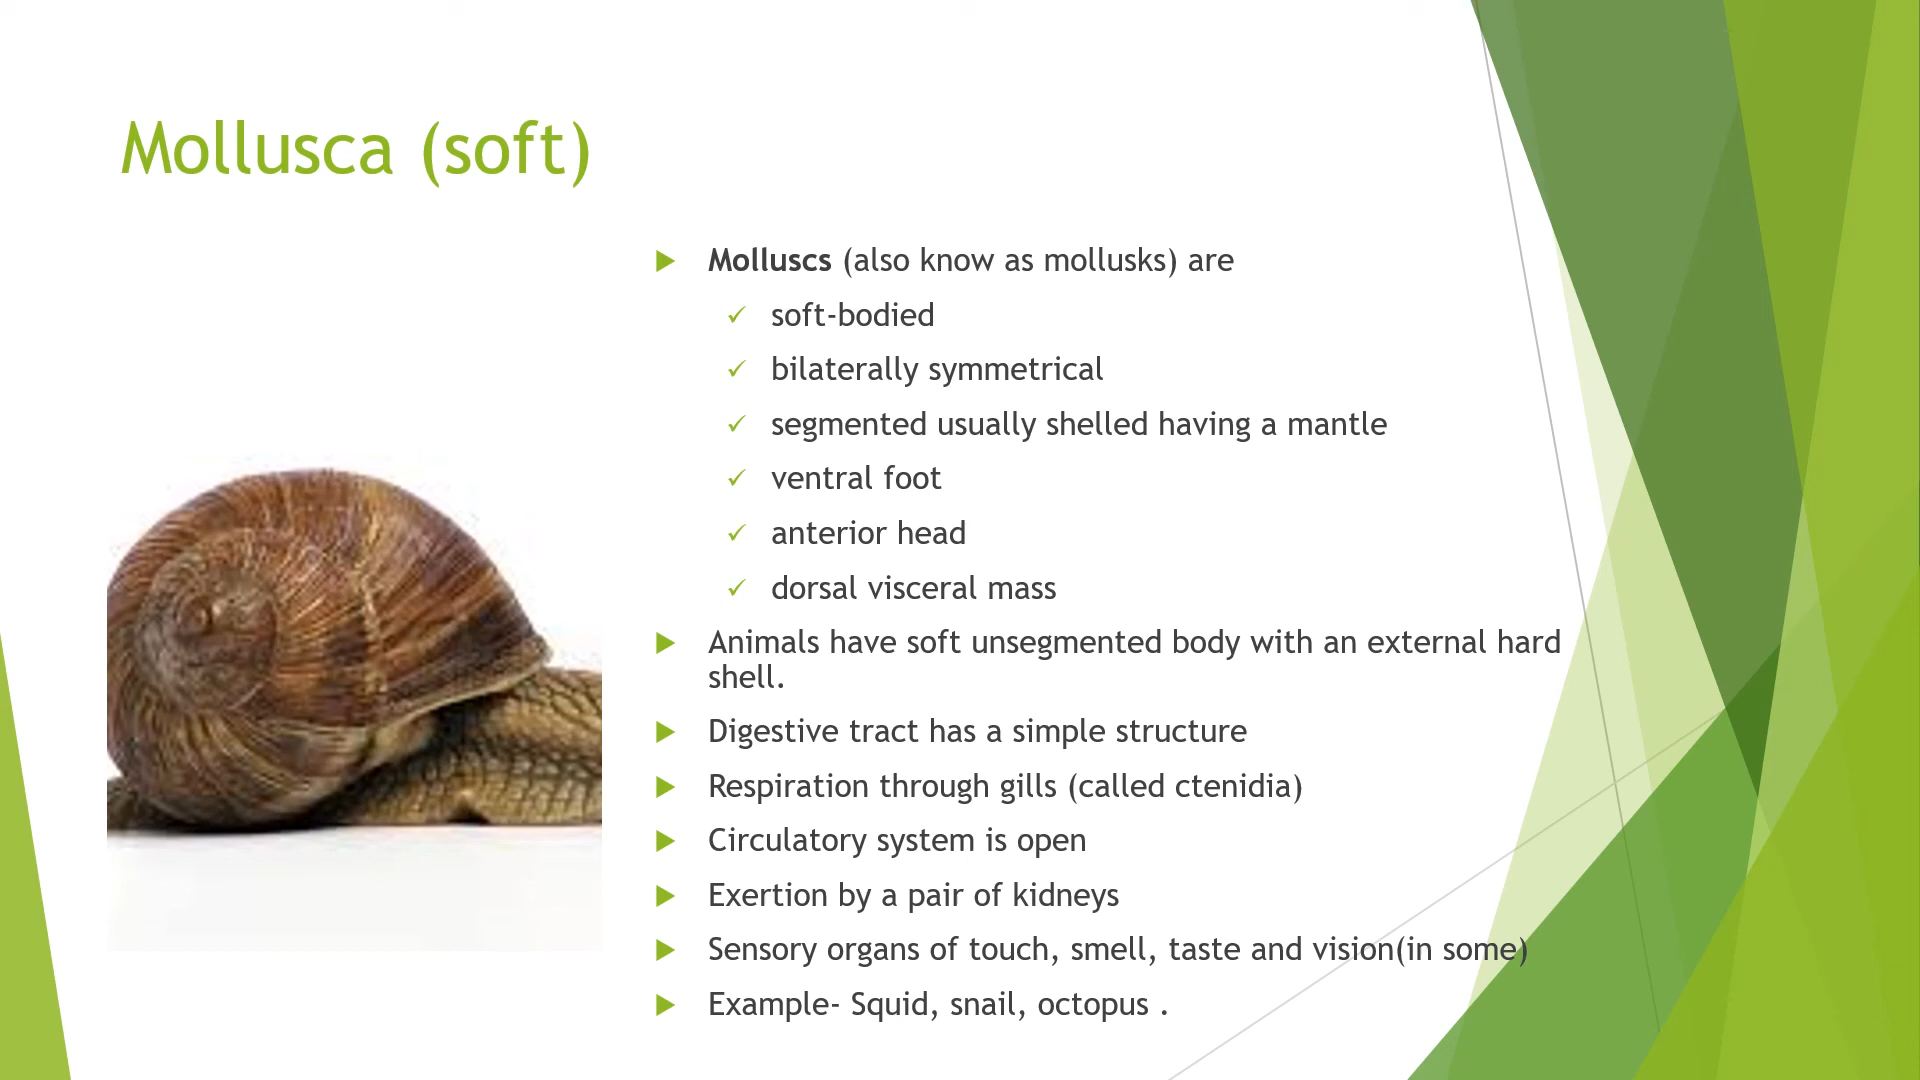 Mollusca (soft)
Molluscs (also know as mollusks) are
soft-bodied
bilaterally symmetrical
segmented usually shelled having a mantle
ventral foot
anterior head
dorsal visceral mass
Animals have soft unsegmented body with an external hard
shell.
Digestive tract has a simple structure
Respiration through gills (called ctenidia)
Circulatory system is open
Exertion by a pair of kidneys
Sensory organs of touch, smell, taste and vision(in some)
Example- Squid, snail, octopus .